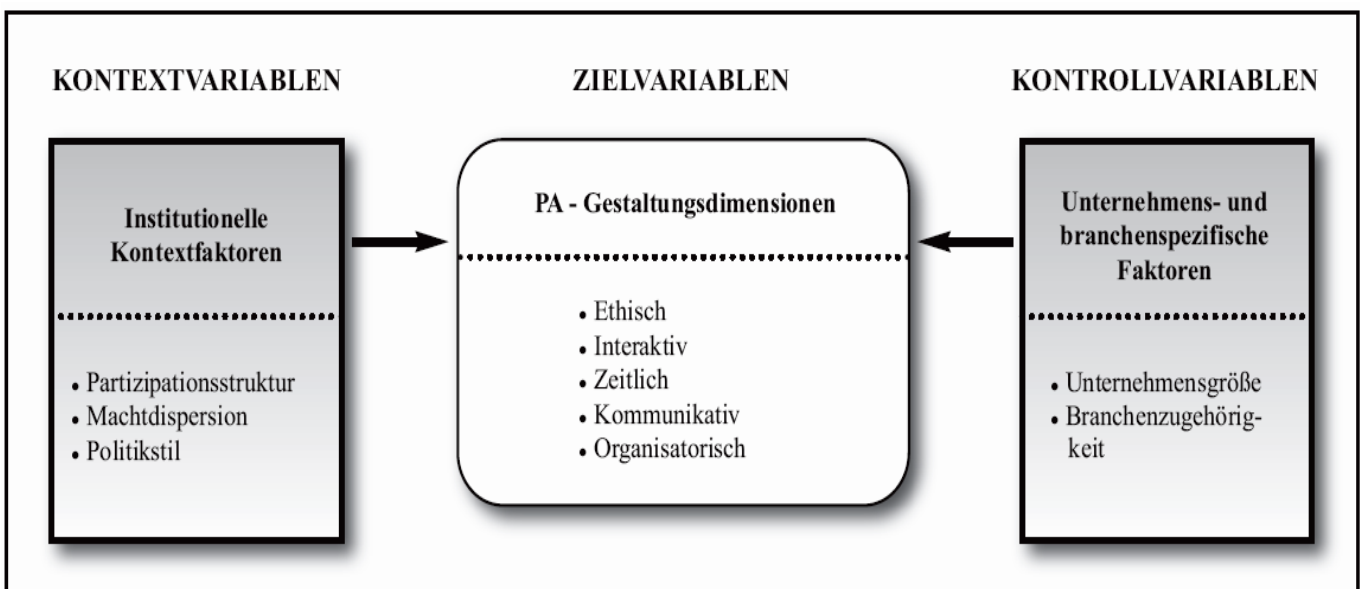 KONTEXTVARIABLEN
Institutionelle
Kontextfaktoren
• Partizipationsstruktur
• Machtdispersion
• Politikstil
ZIELVARIABLEN
PA - Gestaltungsdimensionen
• Ethisch
• Interaktiv
• Zeitlich
• Kommunikativ
• Organisatorisch
KONTROLLVARIABLEN
Unternehmens- und
branchenspezifische
Faktoren
• Unternehmensgröße
• Branchenzugehörig-
keit